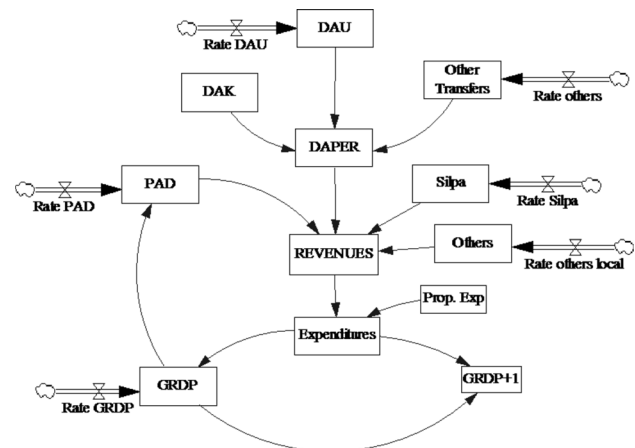 DAU
Rate DAU
Other
Transfers
Rate others
DAK
DAPER
PAD
Rate PAD
Silpa
Rate Silpa
REVENUES
Others
Rate others local
Prop. Exp
Expenditures
GRDP
Rate GRDP
GRDP+1